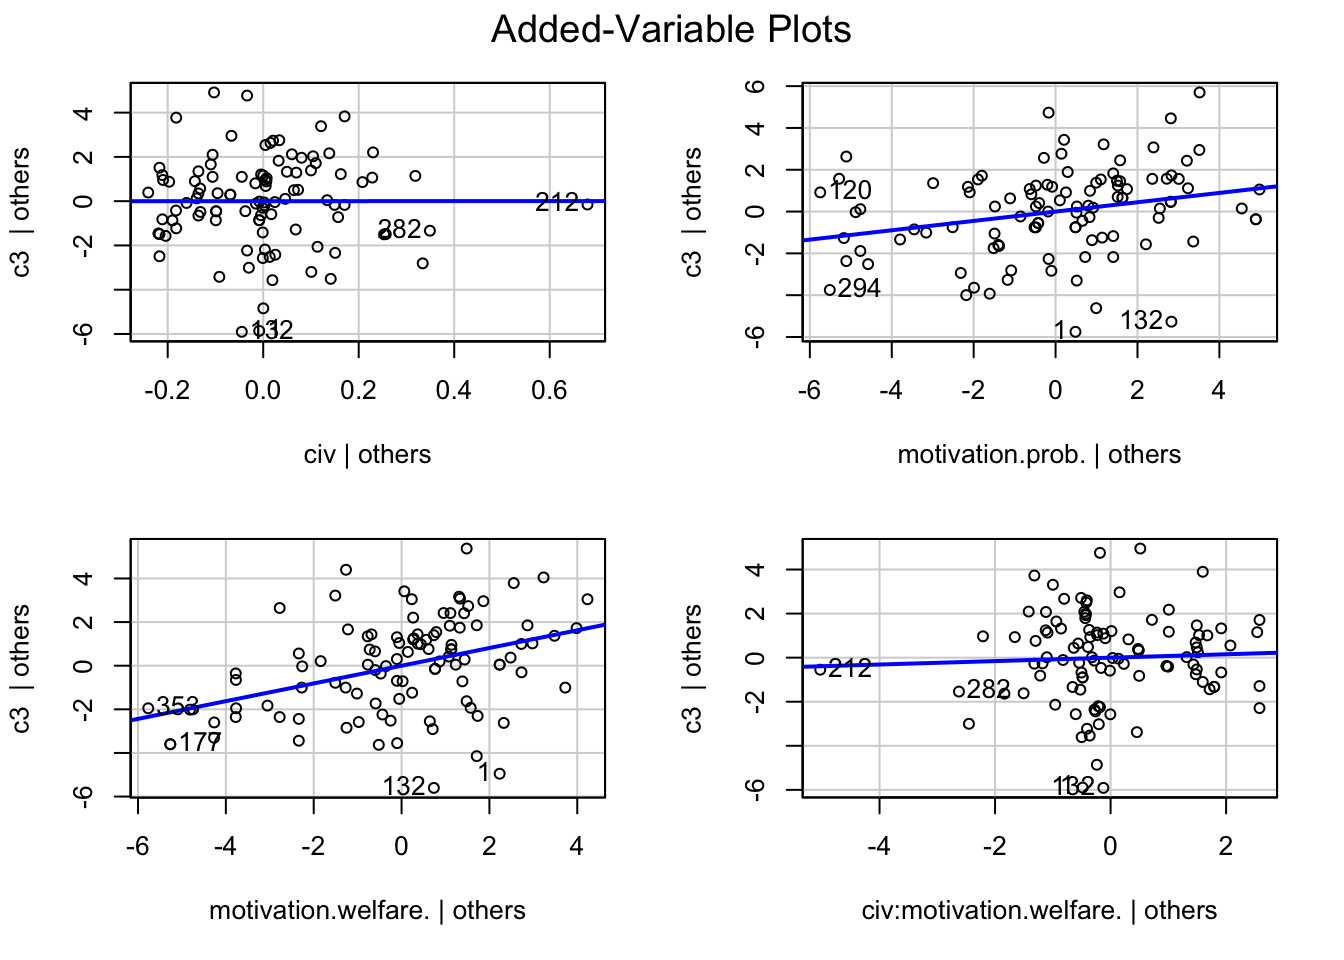 Added-Variable Plots
c3 | others
-6 -2 0 2 4
212
282
132
-0.2 0.0 0.2 0.4 0.6
civ | others
c3 | others
-6 -2 0 2 4 6
120
294
1
132
-6 -4 -2 0 2 4
motivation.prob. | others
c3 | others
-6 -2 0 2 4
353
177
132
1
-6 -4 -2 0 2 4
motivation.welfare. | others
c3 | others
-6 -2 0 2 4
212
282
132
1
-4 -2 0 2
civ:motivation.welfare. | others